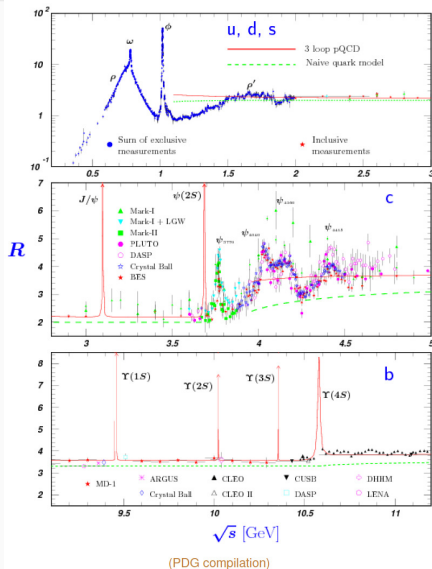 u, d, s
10²
ω
φ
3 loop pQCD
Naive quark model
10
ρ
ρ′
1
Sum of exclusive measurements
Inclusive measurements
10⁻¹
0.5 1 1.5 2 2.5 3
7
J/ψ
ψ(2S)
c
6
Mark-I
Mark-I + LGW
Mark-II
PLUTO
DASP
Crystal Ball
BES
5
R
4
3
2
3 3.5 4 4.5 5
8
b
7
ϒ(1S)
ϒ(2S)
ϒ(3S)
ϒ(4S)
6
5
4
3
2
MD-1
ARGUS
CLEO
CUSB
DHHM
Crystal Ball
CLEO II
DASP
LENA
9.5 10 10.5 11
√s [GeV]
(PDG compilation)